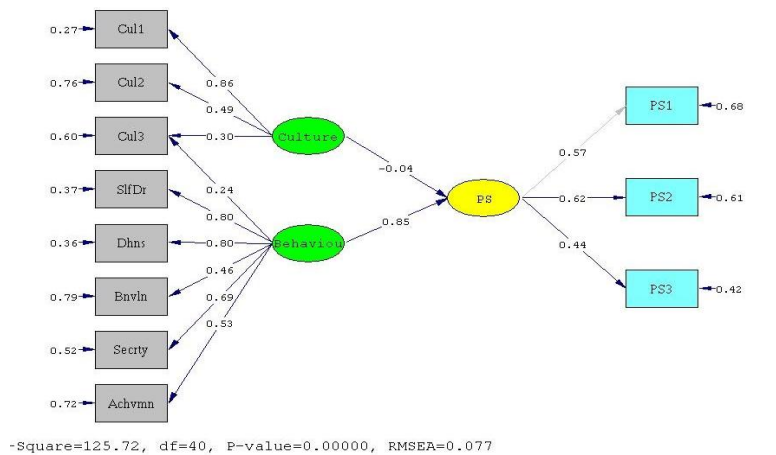 0.27 Cul1
0.86
0.76 Cul2
0.49
PS1 0.68
0.60 Cul3
0.30 Culture
0.57
-0.04
0.37 SlfDr
0.24
0.80
PS
0.62 PS2 0.61
0.36 Dhns
0.80 Behaviou
0.85
0.44
0.46
0.79 Bnvln
0.69
PS3 0.42
0.53
0.52 Secrty
0.72 Achvmn
-Square=125.72, df=40, P-value=0.00000, RMSEA=0.077